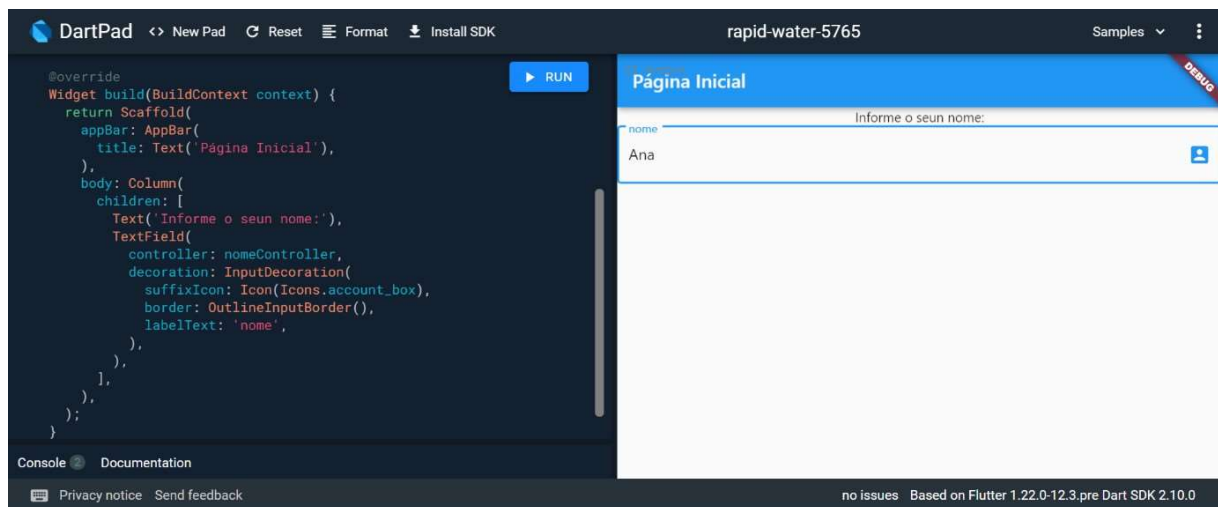 DartPad <> New Pad Reset Format Install SDK rapid-water-5765 Samples
@override
Widget build(BuildContext context) {
return Scaffold(
appBar: AppBar(
title: Text('Página Inicial'),
),
body: Column(
children: [
Text('Informe o seun nome:'),
TextField(
controller: nomeController,
decoration: InputDecoration(
suffixIcon: Icon(Icons.account_box),
border: OutlineInputBorder(),
labelText: 'nome',
),
),
],
),
);
}
RUN
Página Inicial
DEBUG
Informe o seun nome:
nome
Ana
Console 2 Documentation
Privacy notice Send feedback no issues Based on Flutter 1.22.0-12.3.pre Dart SDK 2.10.0